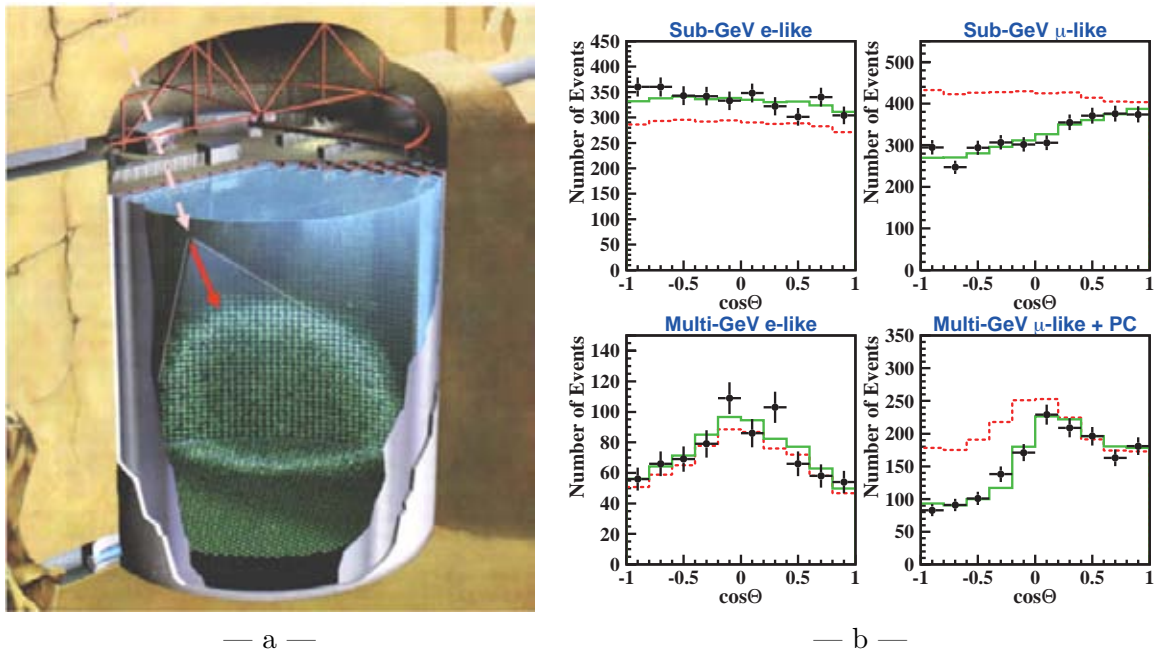 Sub-GeV e-like
Number of Events
450
400
350
300
250
200
150
100
50
0
-1 -0.5 0 0.5 1
cosΘ
Sub-GeV μ-like
Number of Events
500
400
300
200
100
0
-1 -0.5 0 0.5 1
cosΘ
Multi-GeV e-like
Number of Events
140
120
100
80
60
40
20
0
-1 -0.5 0 0.5 1
cosΘ
Multi-GeV μ-like + PC
Number of Events
350
300
250
200
150
100
50
0
-1 -0.5 0 0.5 1
cosΘ
— a —
— b —